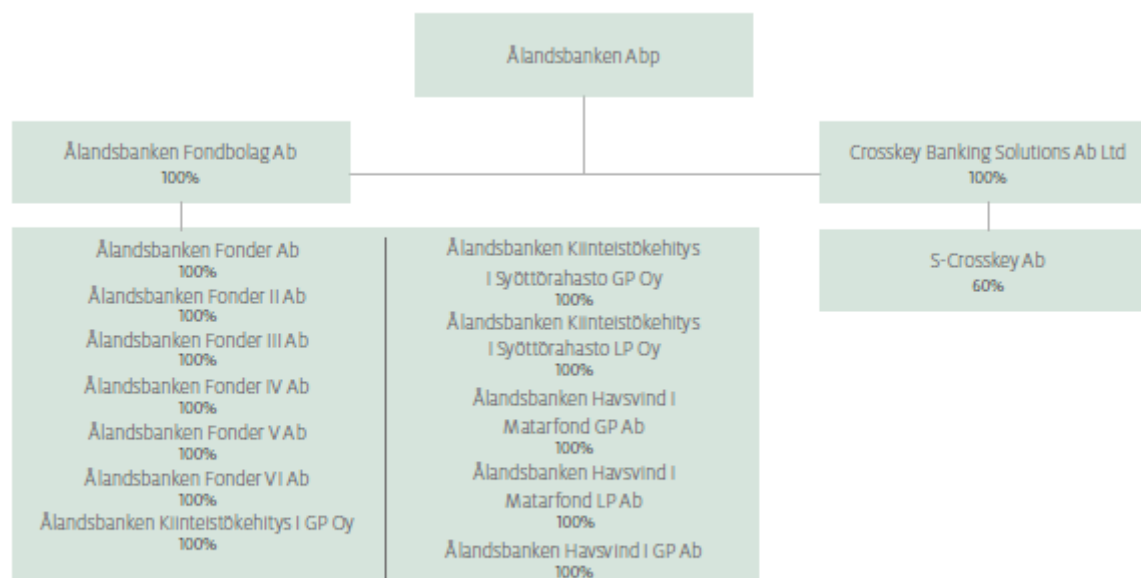 Ålandsbanken Abp
Ålandsbanken Fondbolag Ab
100%
Crosskey Banking Solutions Ab Ltd
100%
Ålandsbanken Fonder Ab
100%
Ålandsbanken Fonder II Ab
100%
Ålandsbanken Fonder III Ab
100%
Ålandsbanken Fonder IV Ab
100%
Ålandsbanken Fonder V Ab
100%
Ålandsbanken Fonder VI Ab
100%
Ålandsbanken Kiinteistökehitys I GP Oy
100%
Ålandsbanken Kiinteistökehitys
I Syöttörahasto GP Oy
100%
Ålandsbanken Kiinteistökehitys
I Syöttörahasto LP Oy
100%
Ålandsbanken Havsvind I
Matarfond GP Ab
100%
Ålandsbanken Havsvind I
Matarfond LP Ab
100%
Ålandsbanken Havsvind I GP Ab
100%
S-Crosskey Ab
60%